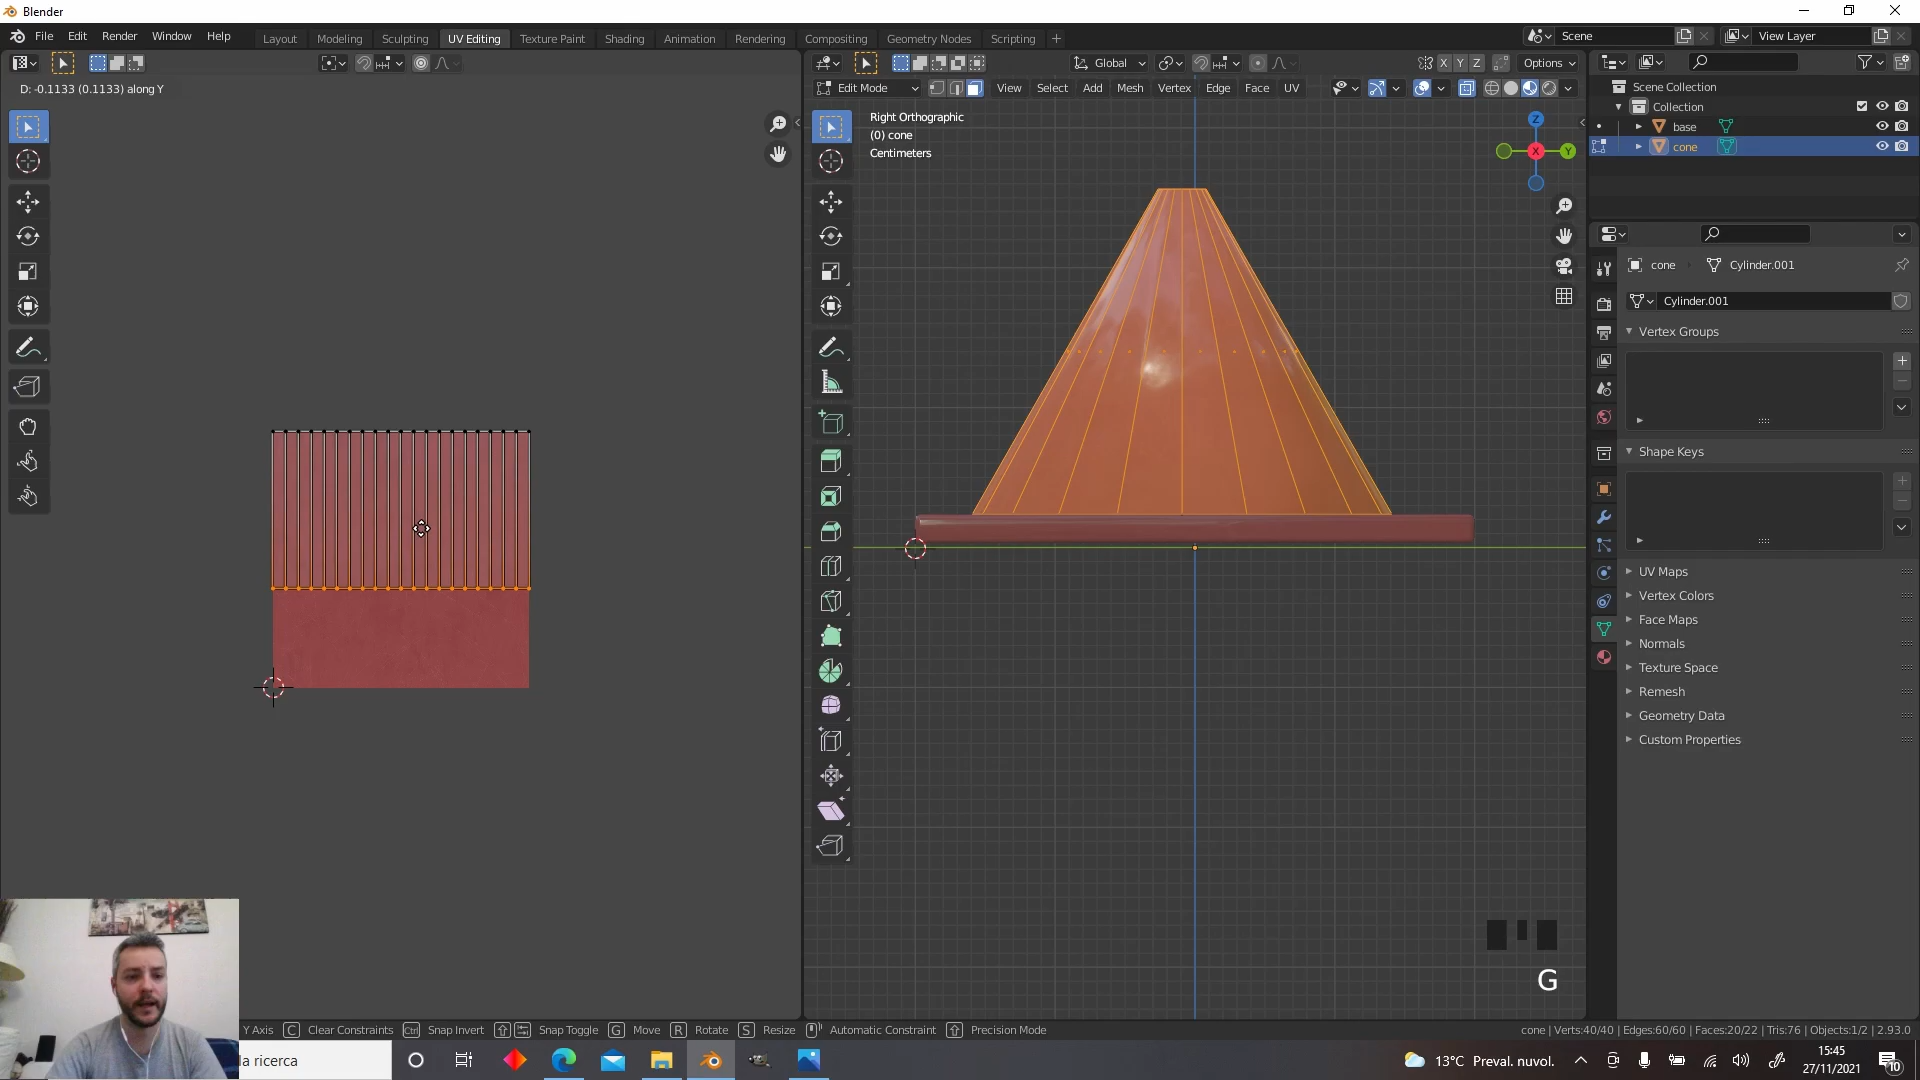 Blender
File Edit Render Window Help
Layout Modeling Sculpting UV Editing Texture Paint Shading Animation Rendering Compositing Geometry Nodes Scripting +
Scene
View Layer
Global
X Y Z
Options
D: -0.1133 (0.1133) along Y
Edit Mode
View Select Add Mesh Vertex Edge Face UV
Right Orthographic
(0) cone
Centimeters
Z
X
Y
Scene Collection
Collection
base
cone
cone
Cylinder.001
Cylinder.001
Vertex Groups
Shape Keys
UV Maps
Vertex Colors
Face Maps
Normals
Texture Space
Remesh
Geometry Data
Custom Properties
G
Y Axis C Clear Constraints Ctrl Snap Invert Snap Toggle G Move R Rotate S Resize Automatic Constraint Precision Mode
cone | Verts:40/40 | Edges:60/60 | Faces:20/22 | Tris:76 | Objects:1/2 | 2.93.0
la ricerca
13°C Preval. nuvol.
15:45
27/11/2021
10